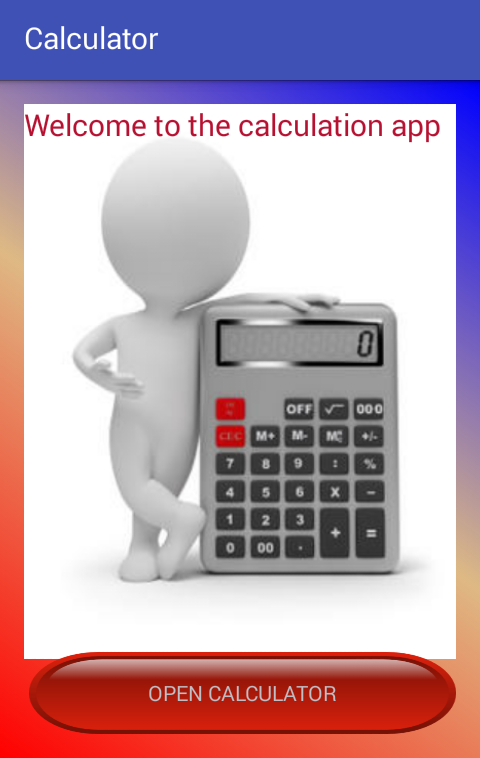 Calculator
Welcome to the calculation app
0
OFF √ 000
CEC M+ M- +/-
7 8 9 : %
4 5 6 X −
1 2 3 + =
0 00 .
OPEN CALCULATOR